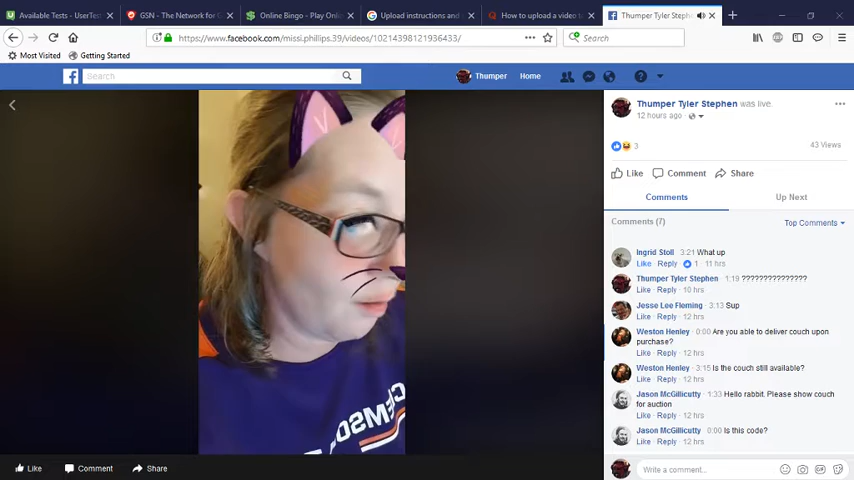 Available Tests - UserTes
GSN - The Network for G
Online Bingo - Play Onlin
Upload instructions and
How to upload a video to
Thumper Tyler Steph
https://www.facebook.com/missi.phillips.39/videos/10214398121936433/
Search
Most Visited
Getting Started
Search
Thumper
Home
Thumper Tyler Stephen was live.
12 hours ago
3
43 Views
Like
Comment
Share
Comments
Up Next
Comments (7)
Top Comments
Ingrid Stoll 3:21 What up
Like · Reply · 1 · 11 hrs
Thumper Tyler Stephen 1:19 ???????????????
Like · Reply · 10 hrs
Jesse Lee Fleming 3:13 Sup
Like · Reply · 12 hrs
Weston Henley 0:00 Are you able to deliver couch upon
purchase?
Like · Reply · 12 hrs
Weston Henley 3:15 Is the couch still available?
Like · Reply · 12 hrs
Jason McGillicutty 1:33 Hello rabbit. Please show couch
for auction
Like · Reply · 12 hrs
Jason McGillicutty 0:00 Is this code?
Like · Reply · 12 hrs
Write a comment...
GIF
CLEMSON
Like
Comment
Share